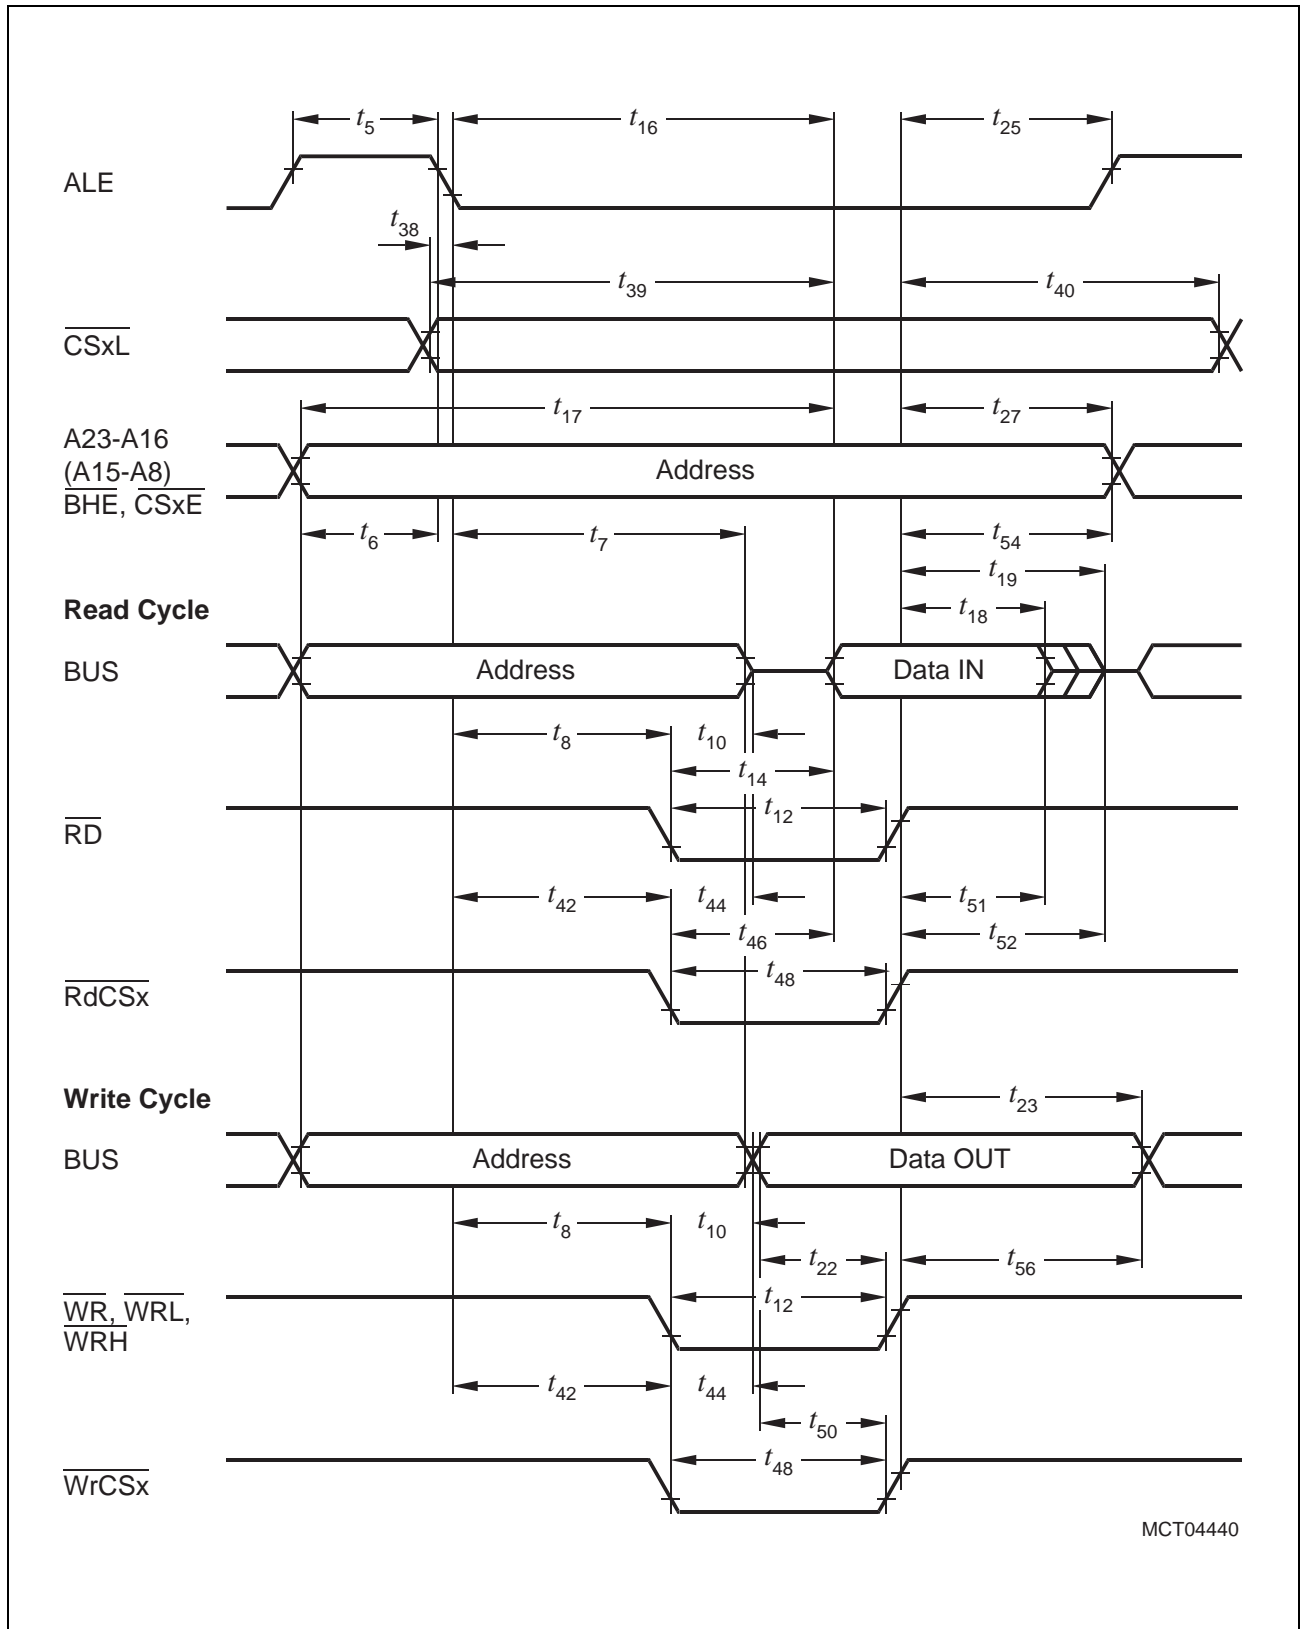 t5 t16 t25
ALE
t38
t39 t40
CSxL
t17 t27
A23-A16
(A15-A8)
BHE, CSxE
Address
t6 t7 t54
t19
Read Cycle
t18
BUS Address Data IN
t8 t10
t14
t12
RD
t42 t44 t51
t46 t52
t48
RdCSx
Write Cycle
t23
BUS Address Data OUT
t8 t10
t22 t56
t12
WR, WRL,
WRH
t42 t44
t50
t48
WrCSx
MCT04440